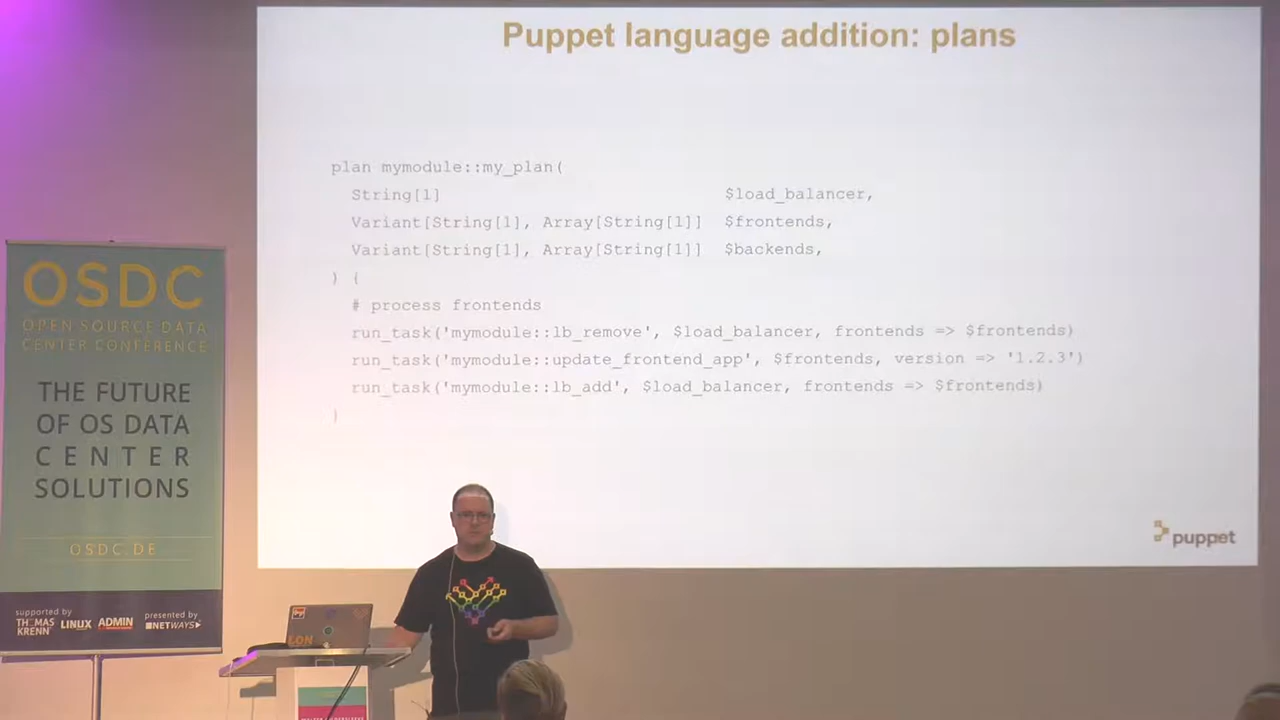 Puppet language addition: plans
plan mymodule::my_plan(
String[1] $load_balancer,
Variant[String[1], Array[String[1]] $frontends,
Variant[String[1], Array[String[1]] $backends,
) {
# process frontends
run_task('mymodule::lb_remove', $load_balancer, frontends => $frontends)
run_task('mymodule::update_frontend_app', $frontends, version => '1.2.3')
run_task('mymodule::lb_add', $load_balancer, frontends => $frontends)
}
puppet
OSDC
OPEN SOURCE DATA
CENTER CONFERENCE
THE FUTURE
OF OS DATA
CENTER
SOLUTIONS
OSDC.DE
supported by
THOMAS
KRENN
LINUX
ADMIN
presented by
NETWAYS
LON